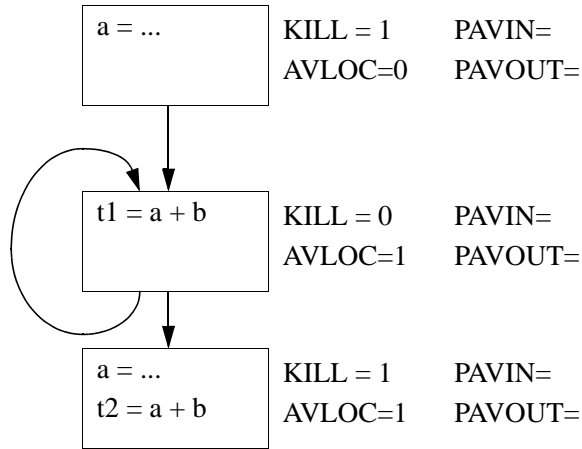 a = ... KILL = 1 PAVIN=
AVLOC=0 PAVOUT=
t1 = a + b KILL = 0 PAVIN=
AVLOC=1 PAVOUT=
a = ... KILL = 1 PAVIN=
t2 = a + b AVLOC=1 PAVOUT=